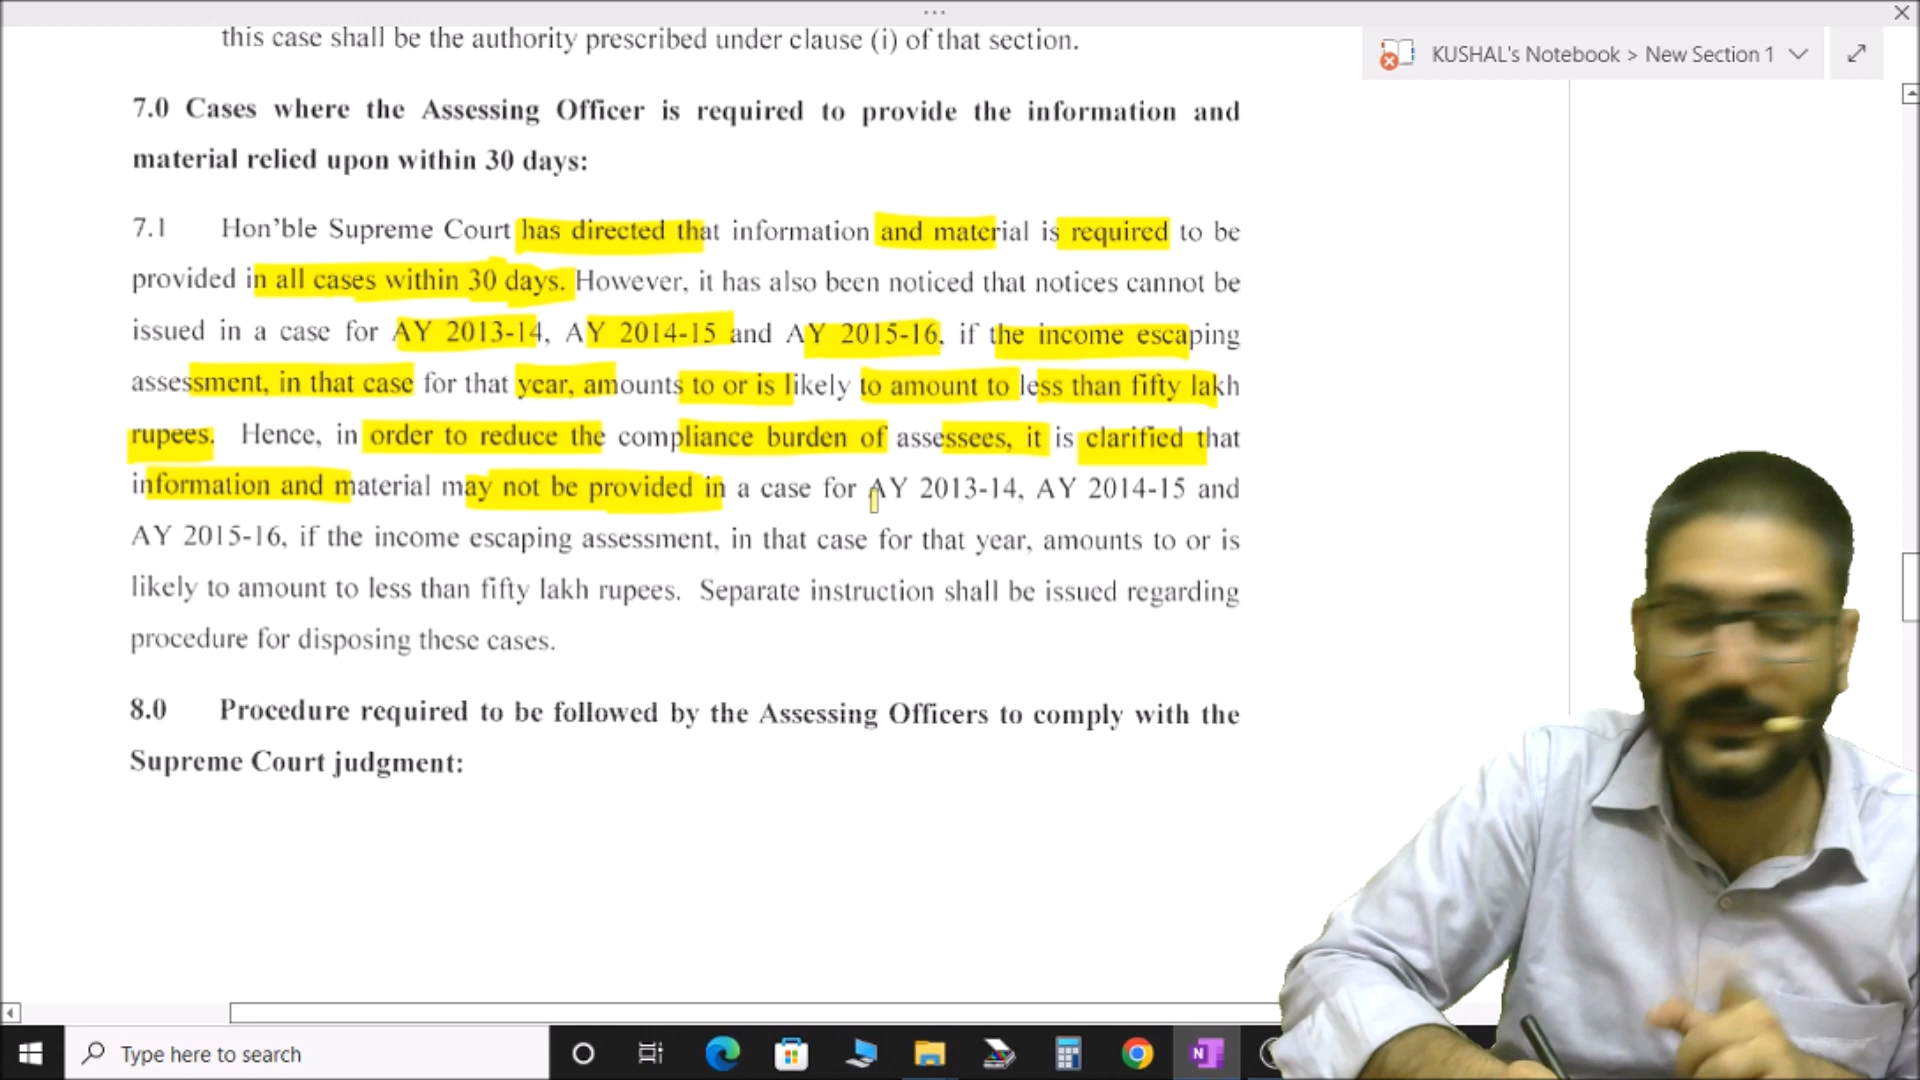 ...
this case shall be the authority prescribed under clause (i) of that section.
KUSHAL's Notebook > New Section 1
7.0 Cases where the Assessing Officer is required to provide the information and
material relied upon within 30 days:
7.1 Hon'ble Supreme Court has directed that information and material is required to be
provided in all cases within 30 days. However, it has also been noticed that notices cannot be
issued in a case for AY 2013-14, AY 2014-15 and AY 2015-16, if the income escaping
assessment, in that case for that year, amounts to or is likely to amount to less than fifty lakh
rupees. Hence, in order to reduce the compliance burden of assessees, it is clarified that
information and material may not be provided in a case for AY 2013-14, AY 2014-15 and
AY 2015-16, if the income escaping assessment, in that case for that year, amounts to or is
likely to amount to less than fifty lakh rupees. Separate instruction shall be issued regarding
procedure for disposing these cases.
8.0 Procedure required to be followed by the Assessing Officers to comply with the
Supreme Court judgment:
Type here to search
N